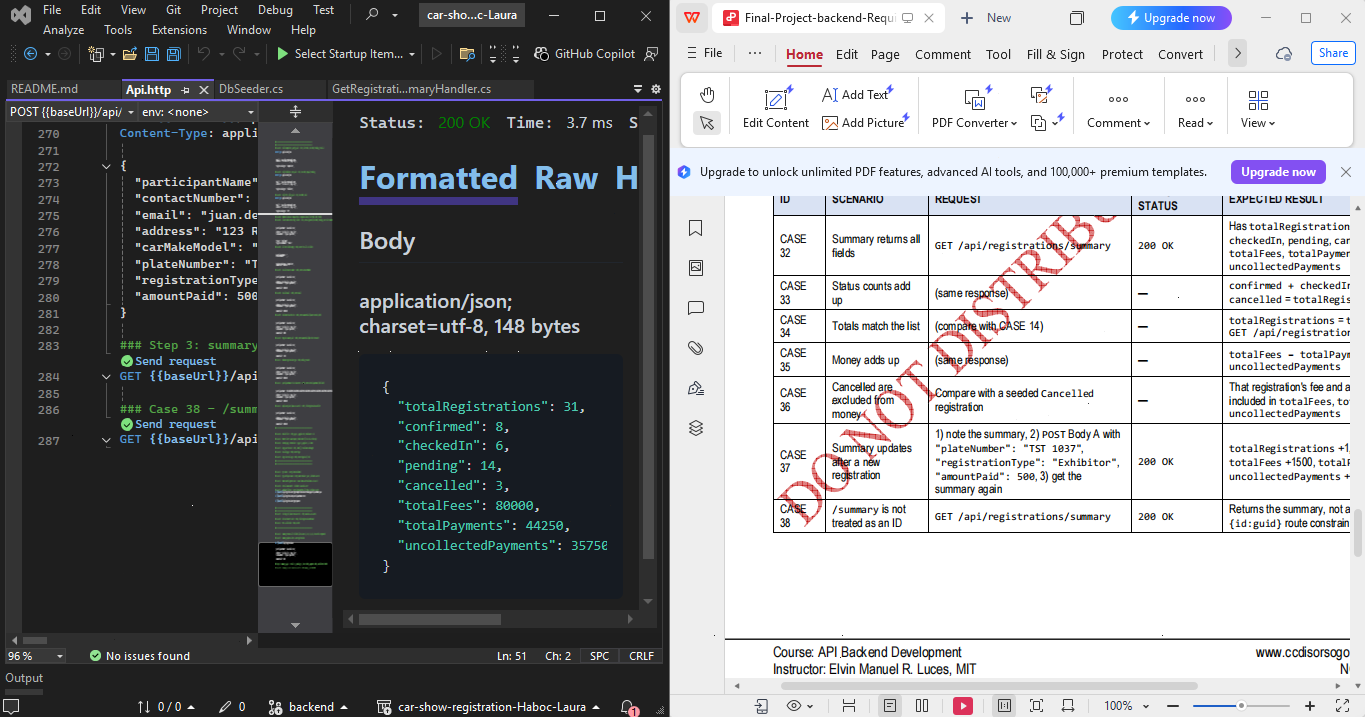 File Edit View Git Project Debug Test
Analyze Tools Extensions Window Help
car-sho...c-Laura
Select Startup Item...
GitHub Copilot
README.md Api.http DbSeeder.cs GetRegistrati...maryHandler.cs
POST {{baseUrl}}/api/ env: <none>
270 Content-Type: appli
271
272 {
273 "participantName"
274 "contactNumber":
275 "email": "juan.de
276 "address": "123 R
277 "carMakeModel": "
278 "plateNumber": "T
279 "registrationType
280 "amountPaid": 500
281 }
282
283 ### Step 3: summary
Send request
284 GET {{baseUrl}}/api
285
286 ### Case 38 – /summ
Send request
287 GET {{baseUrl}}/api
Status: 200 OK Time: 3.7 ms S
Formatted Raw H
Body
application/json;
charset=utf-8, 148 bytes
{
"totalRegistrations": 31,
"confirmed": 8,
"checkedIn": 6,
"pending": 14,
"cancelled": 3,
"totalFees": 80000,
"totalPayments": 44250,
"uncollectedPayments": 35750
}
96 % No issues found Ln: 51 Ch: 2 SPC CRLF
Output
0 / 0 0 backend car-show-registration-Haboc-Laura 1
Final-Project-backend-Requi
New
Upgrade now
File ... Home Edit Page Comment Tool Fill & Sign Protect Convert
Share
Edit Content
Add Text
Add Picture
PDF Converter
Comment
Read
View
Upgrade to unlock unlimited PDF features, advanced AI tools, and 100,000+ premium templates. Upgrade now
ID SCENARIO REQUEST STATUS EXPECTED RESULT
CASE 32 Summary returns all fields GET /api/registrations/summary 200 OK Has totalRegistration checkedIn, pending, can totalFees, totalPaymen uncollectedPayments
CASE 33 Status counts add up (same response) — confirmed + checkedIn cancelled = totalRegis
CASE 34 Totals match the list (compare with CASE 14) — totalRegistrations = t GET /api/registration
CASE 35 Money adds up (same response) — totalFees – totalPay uncollectedPayments
CASE 36 Cancelled are excluded from money Compare with a seeded Cancelled registration — That registration's fee and a included in totalFees, to uncollectedPayments
CASE 37 Summary updates after a new registration 1) note the summary, 2) POST Body A with "plateNumber": "TST 1037", "registrationType": "Exhibitor", "amountPaid": 500, 3) get the summary again 200 OK totalRegistrations +1, totalFees +1500, totalP uncollectedPayments +
CASE 38 /summary is not treated as an ID GET /api/registrations/summary 200 OK Returns the summary, not a {id:guid} route constrain
DO NOT DISTRIBU
Course: API Backend Development
Instructor: Elvin Manuel R. Luces, MIT
www.ccdisorsogo
100%